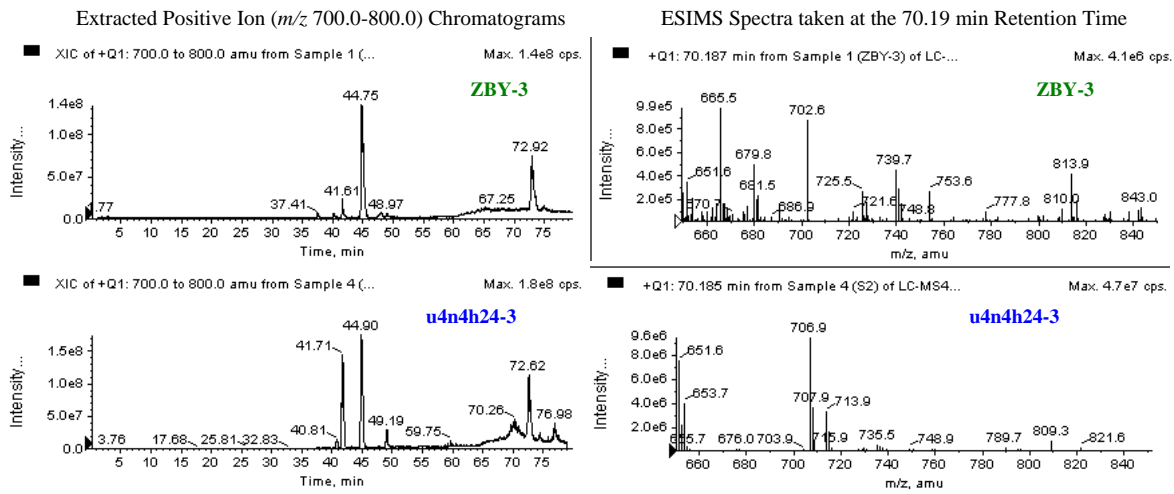 Extracted Positive Ion (m/z 700.0-800.0) Chromatograms
ESIMS Spectra taken at the 70.19 min Retention Time
XIC of +Q1: 700.0 to 800.0 amu from Sample 1 (...
Max. 1.4e8 cps.
ZBY-3
1.4e8
1.0e8
5.0e7
0.0
Intensity...
.77
37.41
41.61
44.75
48.97
67.25
72.92
5 10 15 20 25 30 35 40 45 50 55 60 65 70 75
Time, min
+Q1: 70.187 min from Sample 1 (ZBY-3) of LC-...
Max. 4.1e6 cps.
ZBY-3
9.9e5
8.0e5
6.0e5
4.0e5
2.0e5
Intensity...
651.6
665.5
679.8
681.5
686.9
702.6
725.5
721.6
739.7
748.8
753.6
777.8
810.0
813.9
843.0
660 680 700 720 740 760 780 800 820 840
m/z, amu
XIC of +Q1: 700.0 to 800.0 amu from Sample 4 (...
Max. 1.8e8 cps.
u4n4h24-3
1.5e8
1.0e8
5.0e7
0.0
Intensity...
3.76
17.68
25.81
32.83
40.81
41.71
44.90
49.19
59.75
70.26
72.62
76.98
5 10 15 20 25 30 35 40 45 50 55 60 65 70 75
Time, min
+Q1: 70.185 min from Sample 4 (S2) of LC-MS4...
Max. 4.7e7 cps.
u4n4h24-3
9.6e6
8.0e6
6.0e6
4.0e6
2.0e6
0.0
Intensity...
651.6
653.7
655.7
676.0
703.9
706.9
707.9
713.9
715.9
735.5
748.9
789.7
809.3
821.6
660 680 700 720 740 760 780 800 820 840
m/z, amu